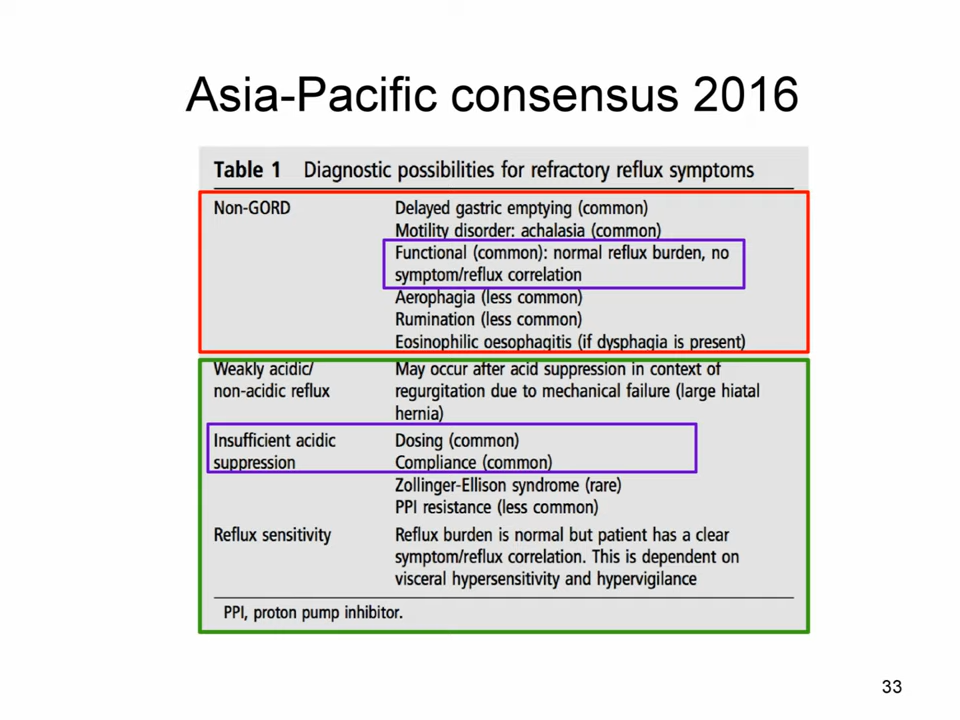 Asia-Pacific consensus 2016
Table 1 Diagnostic possibilities for refractory reflux symptoms
Non-GORD Delayed gastric emptying (common)
Motility disorder: achalasia (common)
Functional (common): normal reflux burden, no
symptom/reflux correlation
Aerophagia (less common)
Rumination (less common)
Eosinophilic oesophagitis (if dysphagia is present)
Weakly acidic/ May occur after acid suppression in context of
non-acidic reflux regurgitation due to mechanical failure (large hiatal
hernia)
Insufficient acidic Dosing (common)
suppression Compliance (common)
Zollinger-Ellison syndrome (rare)
PPI resistance (less common)
Reflux sensitivity Reflux burden is normal but patient has a clear
symptom/reflux correlation. This is dependent on
visceral hypersensitivity and hypervigilance
PPI, proton pump inhibitor.
33